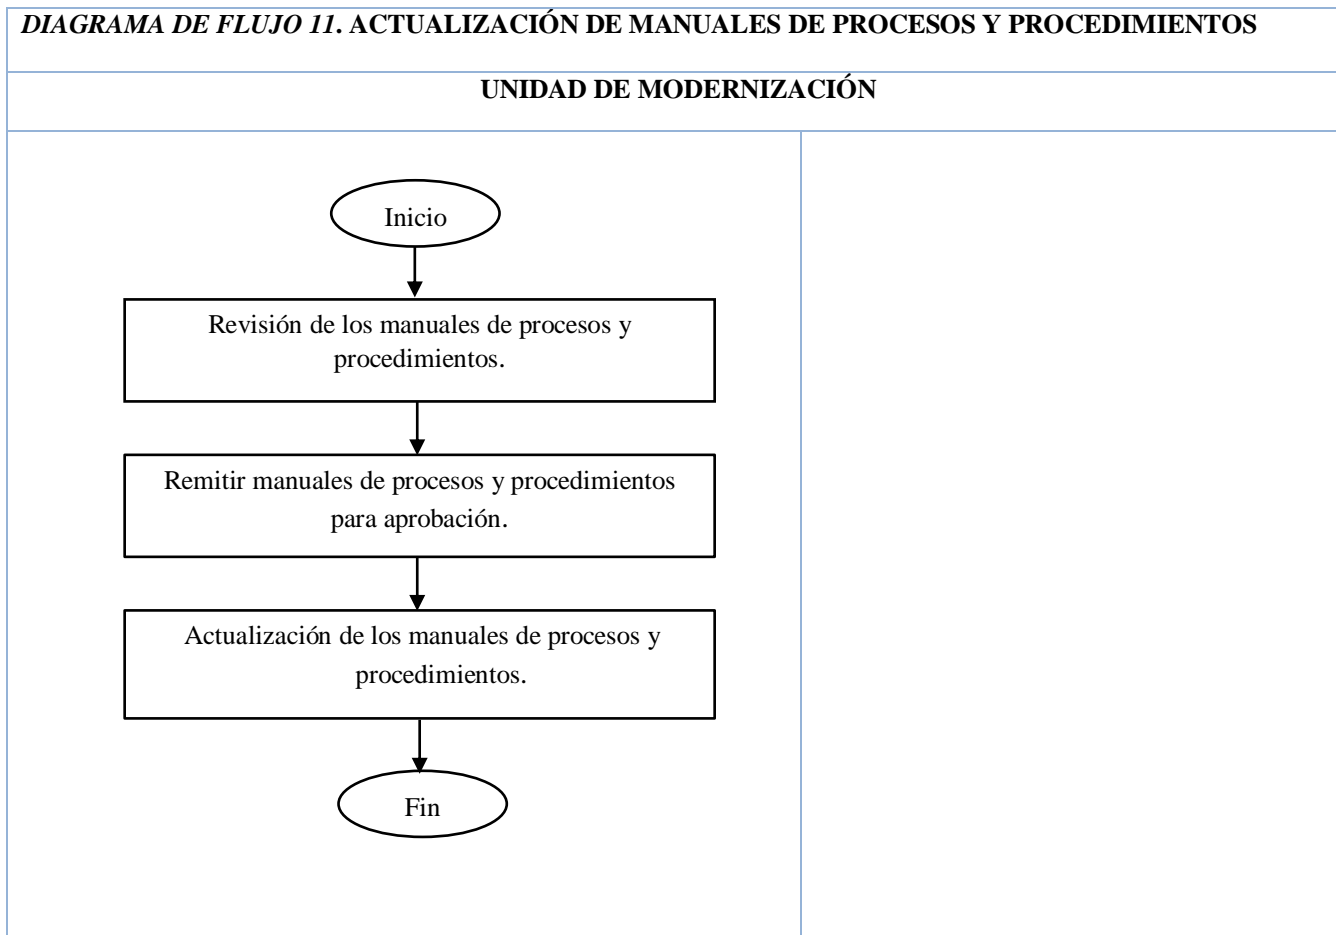 DIAGRAMA DE FLUJO 11. ACTUALIZACIÓN DE MANUALES DE PROCESOS Y PROCEDIMIENTOS
UNIDAD DE MODERNIZACIÓN
Inicio
Revisión de los manuales de procesos y
procedimientos.
Remitir manuales de procesos y procedimientos
para aprobación.
Actualización de los manuales de procesos y
procedimientos.
Fin